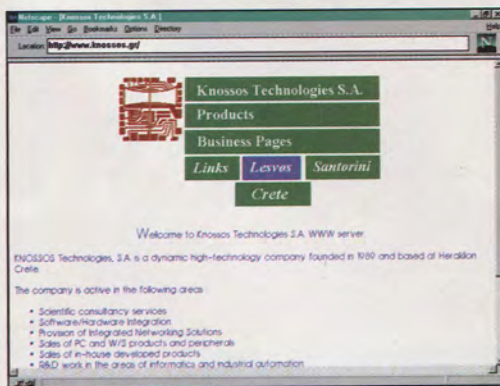 Netscape - [Knossos Technologies S.A.]
File Edit View Go Bookmarks Options Directory Help
Location: http://www.knossos.gr/
N
Knossos Technologies S.A.
Products
Business Pages
Links Lesvos Santorini
Crete
Welcome to Knossos Technologies S.A. WWW server
KNOSSOS Technologies, S.A. is a dynamic high-technology company founded in 1989 and based at Heraklion
Crete.
The company is active in the following areas
• Scientific consultancy services
• Software/Hardware Integration
• Provision of Integrated Networking Solutions
• Sales of PC and W/S products and peripherals
• Sales of in-house developed products
• R&D work in the areas of informatics and industrial automation